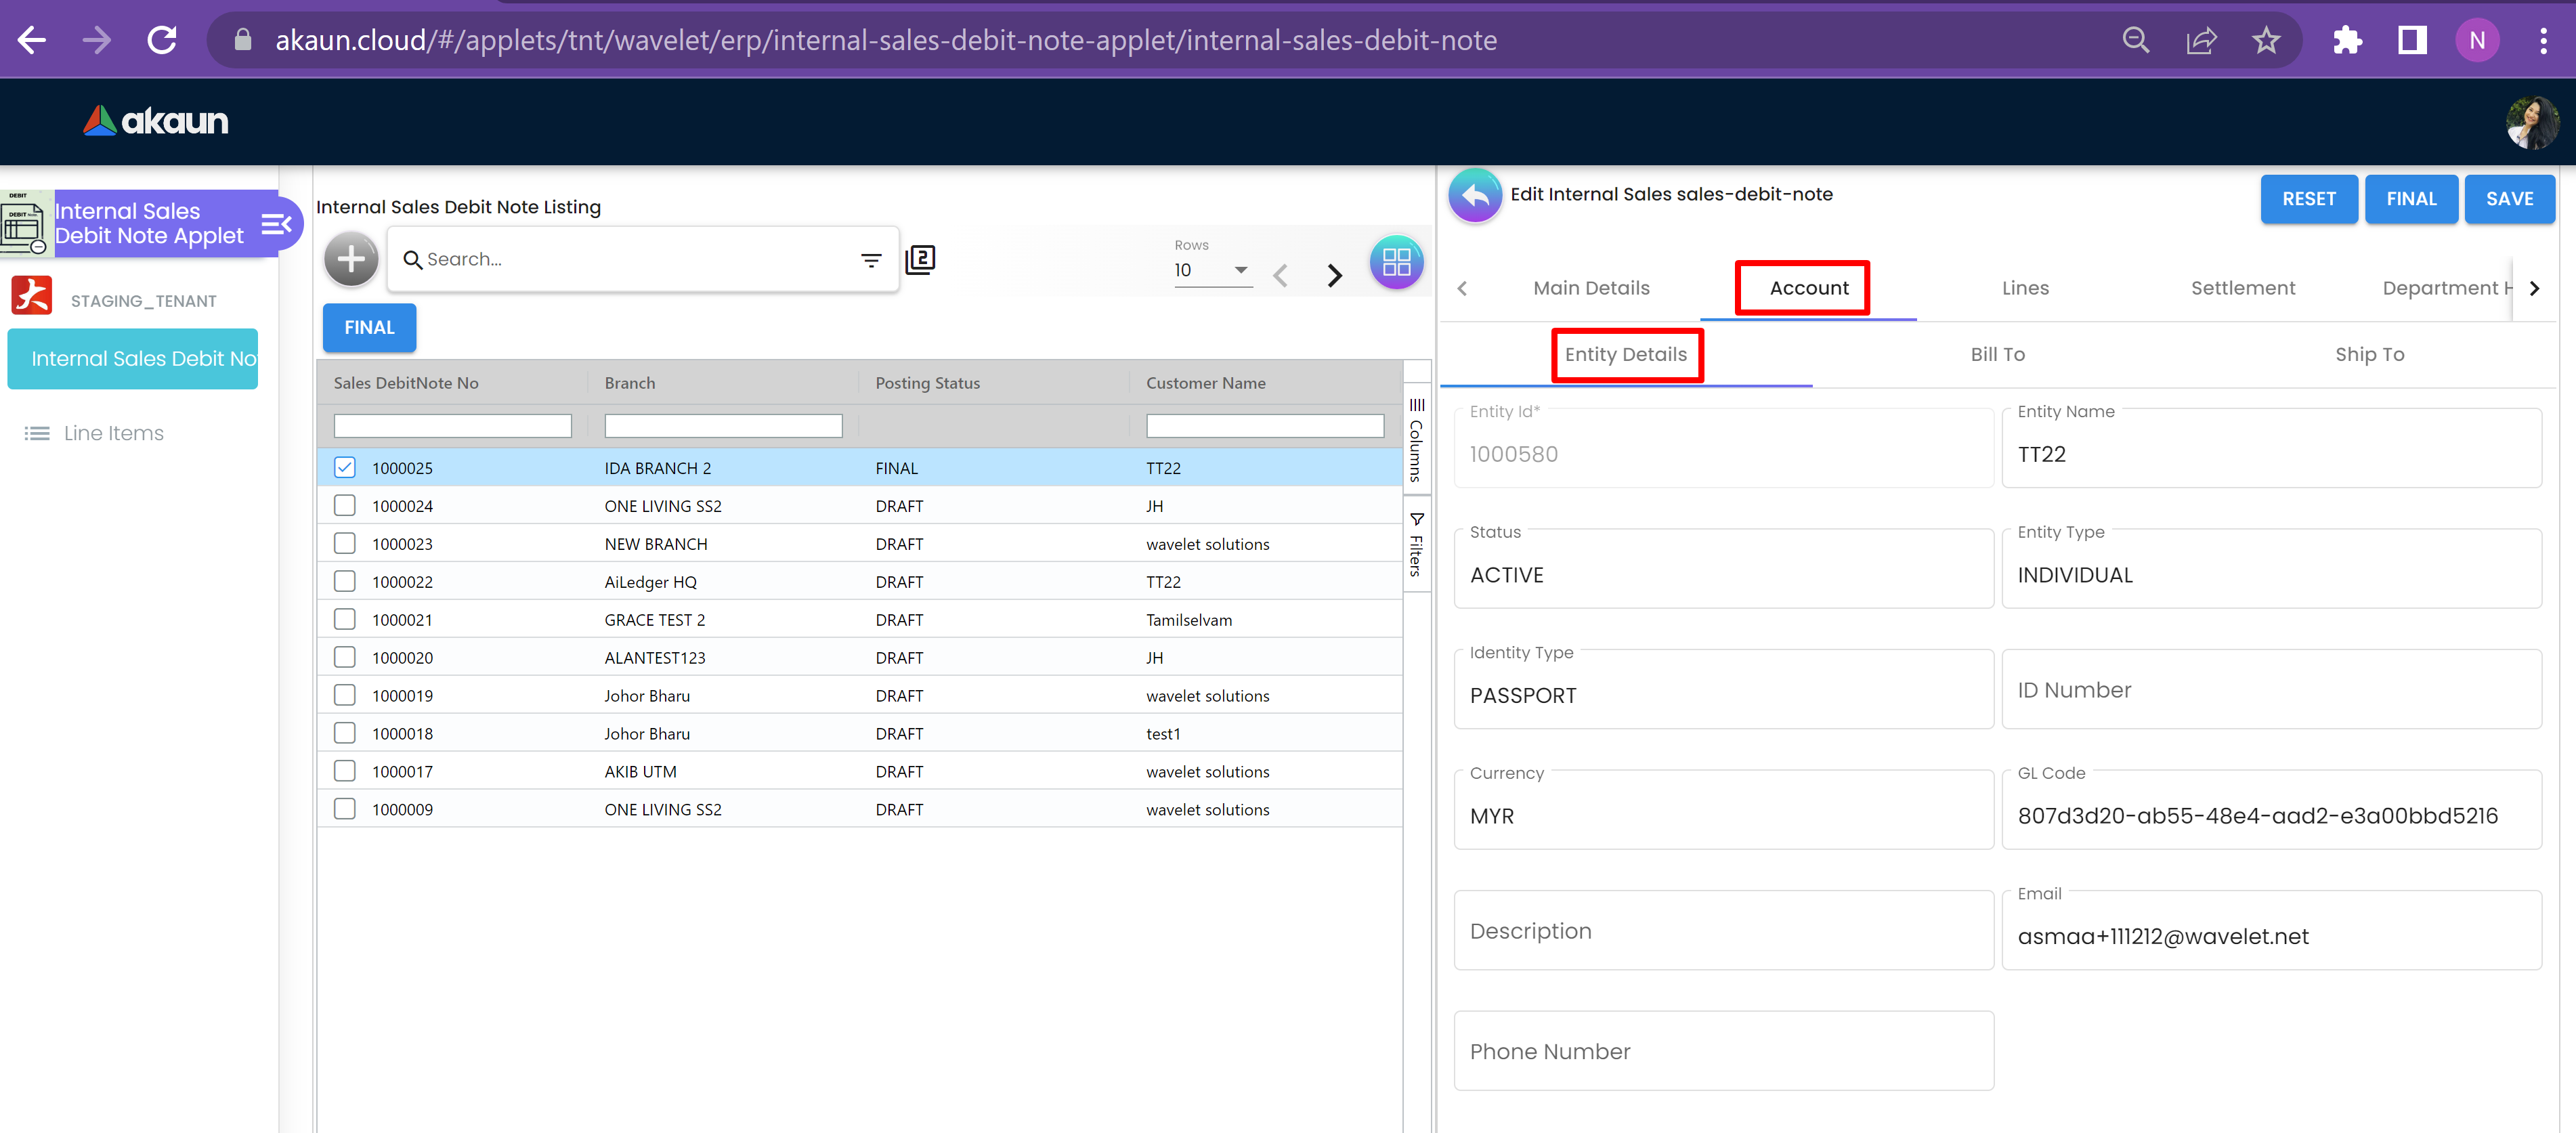 akaun.cloud/#/applets/tnt/wavelet/erp/internal-sales-debit-note-applet/internal-sales-debit-note
N
akaun
DEBIT
DEBIT Note
Internal Sales
Debit Note Applet
STAGING_TENANT
Internal Sales Debit No
Line Items
Internal Sales Debit Note Listing
Search...
2
Rows
10
FINAL
Sales DebitNote No Branch Posting Status Customer Name
1000025 IDA BRANCH 2 FINAL TT22
1000024 ONE LIVING SS2 DRAFT JH
1000023 NEW BRANCH DRAFT wavelet solutions
1000022 AiLedger HQ DRAFT TT22
1000021 GRACE TEST 2 DRAFT Tamilselvam
1000020 ALANTEST123 DRAFT JH
1000019 Johor Bharu DRAFT wavelet solutions
1000018 Johor Bharu DRAFT test1
1000017 AKIB UTM DRAFT wavelet solutions
1000009 ONE LIVING SS2 DRAFT wavelet solutions
Columns
Filters
Edit Internal Sales sales-debit-note
RESET FINAL SAVE
Main Details Account Lines Settlement Department H
Entity Details Bill To Ship To
Entity Id*
1000580
Entity Name
TT22
Status
ACTIVE
Entity Type
INDIVIDUAL
Identity Type
PASSPORT
ID Number
Currency
MYR
GL Code
807d3d20-ab55-48e4-aad2-e3a00bbd5216
Description
Email
asmaa+111212@wavelet.net
Phone Number